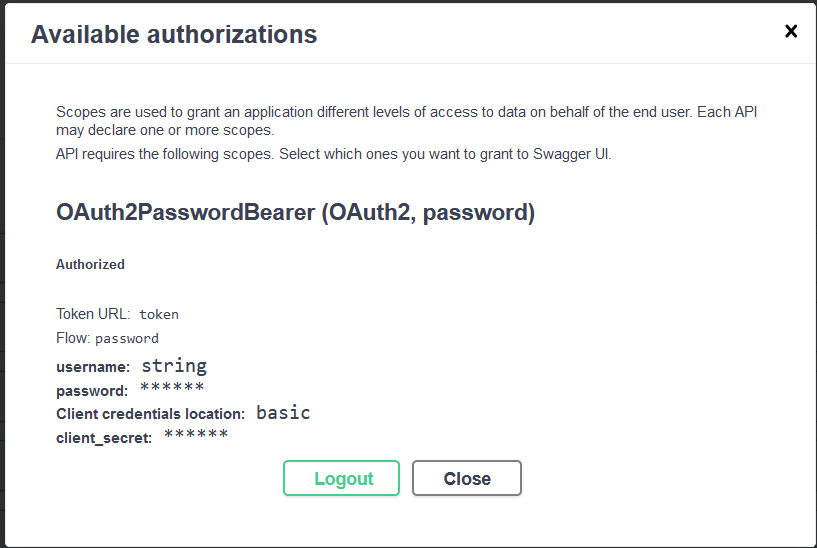 Available authorizations
Scopes are used to grant an application different levels of access to data on behalf of the end user. Each API
may declare one or more scopes.
API requires the following scopes. Select which ones you want to grant to Swagger UI.
OAuth2PasswordBearer (OAuth2, password)
Authorized
Token URL: token
Flow: password
username: string
password: ******
Client credentials location: basic
client_secret: ******
Logout Close